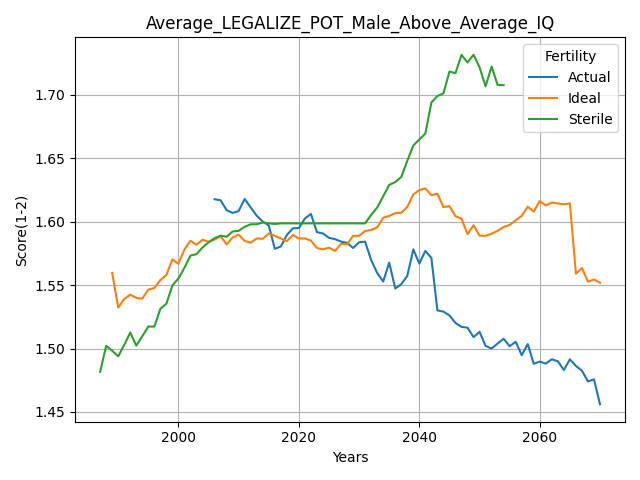 Average_LEGALIZE_POT_Male_Above_Average_IQ
Fertility
Actual
Ideal
Sterile
Score(1-2)
1.70
1.65
1.60
1.55
1.50
1.45
2000 2020 2040 2060
Years